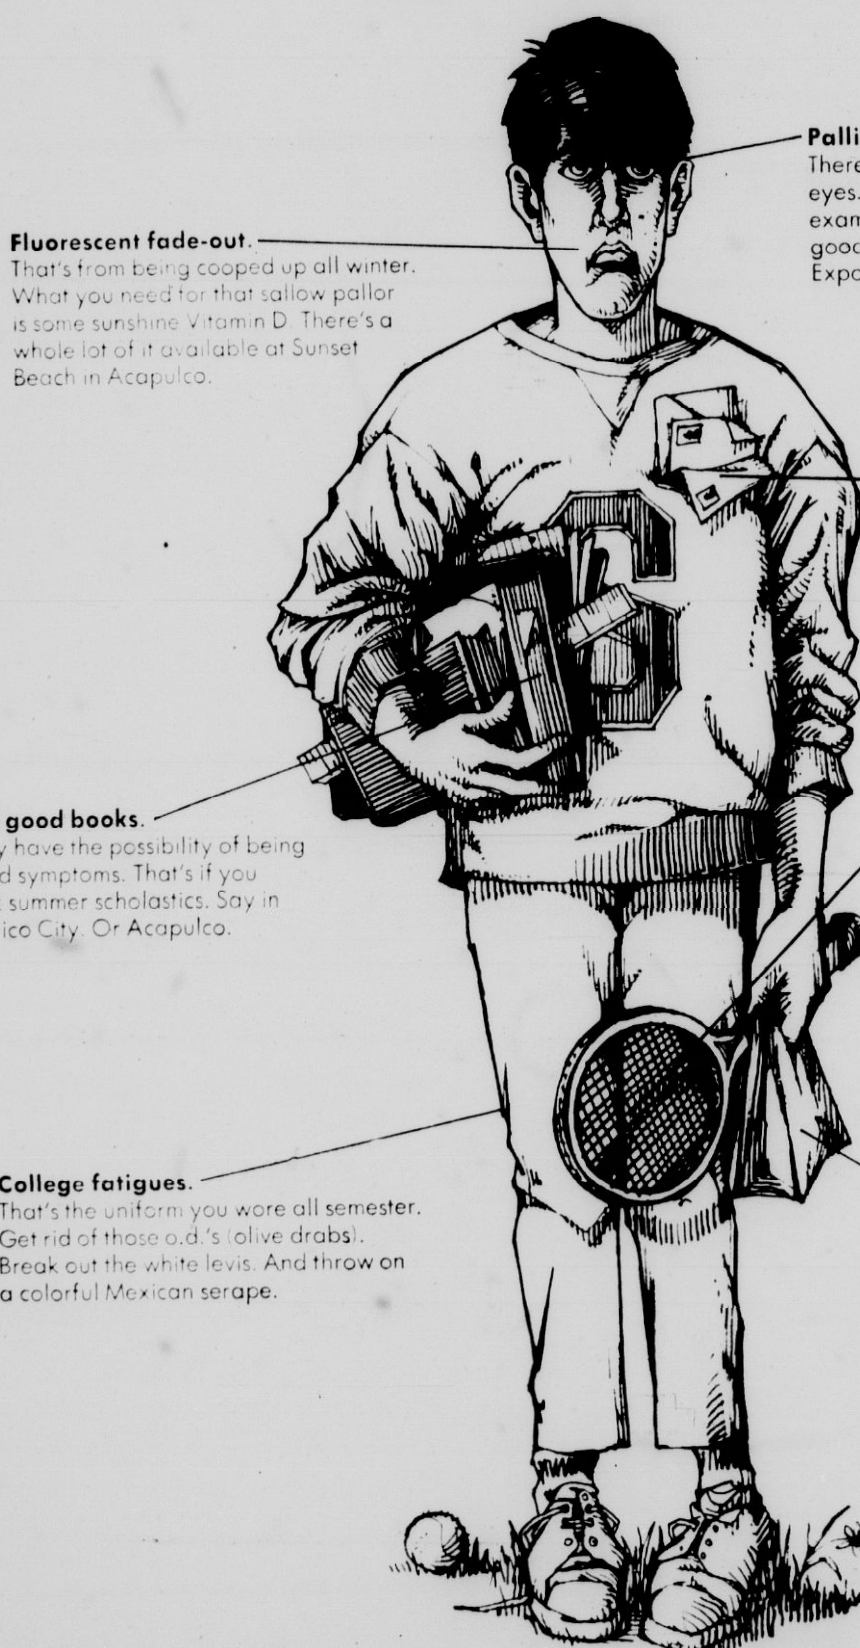 Palli
There
eyes.
exam
good
Expo
Fluorescent fade-out.
That's from being cooped up all winter.
What you need for that sallow pallor
is some sunshine Vitamin D. There's a
whole lot of it available at Sunset
Beach in Acapulco.
S
good books.
y have the possibility of being
d symptoms. That's if you
summer scholastics. Say in
ico City. Or Acapulco.
College fatigues.
That's the uniform you wore all semester.
Get rid of those o.d.'s (olive drabs).
Break out the white levis. And throw on
a colorful Mexican serape.